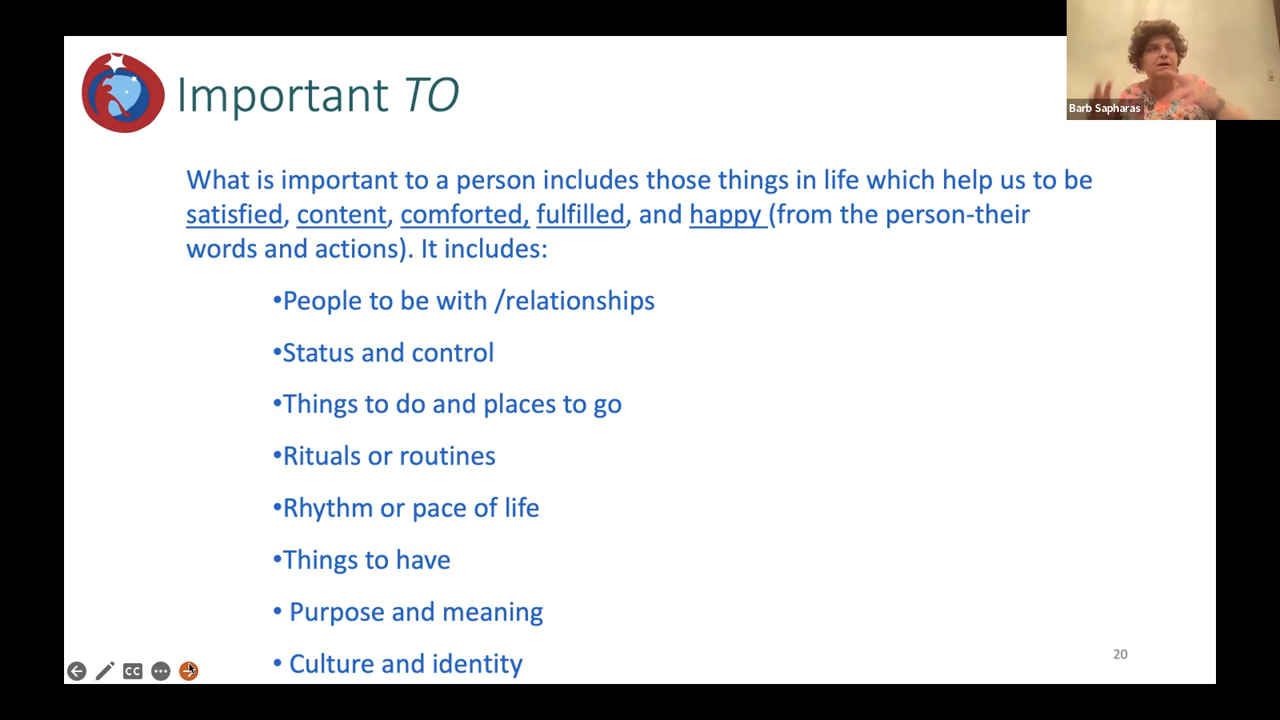 Important TO
Barb Sapharas
What is important to a person includes those things in life which help us to be
satisfied, content, comforted, fulfilled, and happy (from the person-their
words and actions). It includes:
•People to be with /relationships
•Status and control
•Things to do and places to go
•Rituals or routines
•Rhythm or pace of life
•Things to have
• Purpose and meaning
• Culture and identity
CC
20